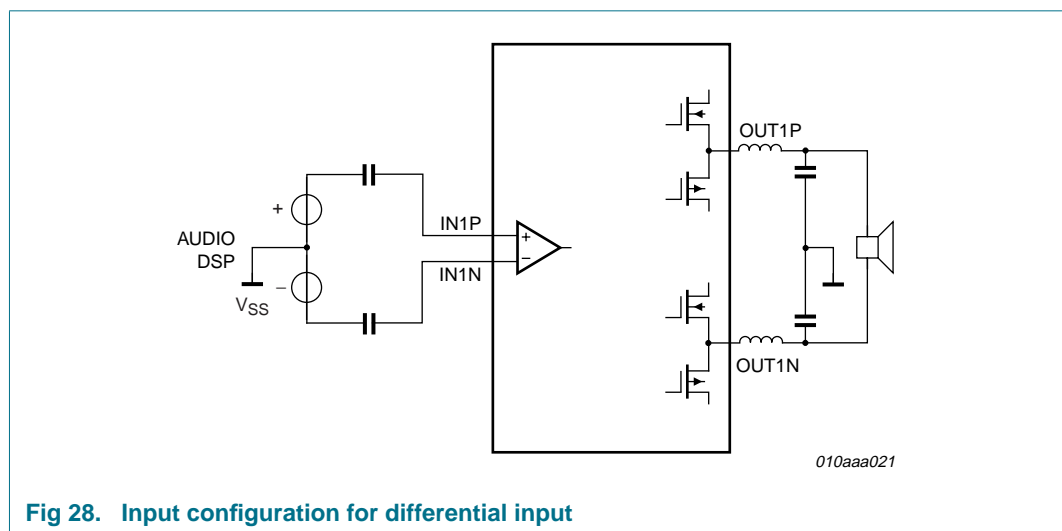 OUT1P
+
IN1P
+
AUDIO
DSP
−
IN1N
−
VSS
OUT1N
010aaa021
Fig 28. Input configuration for differential input